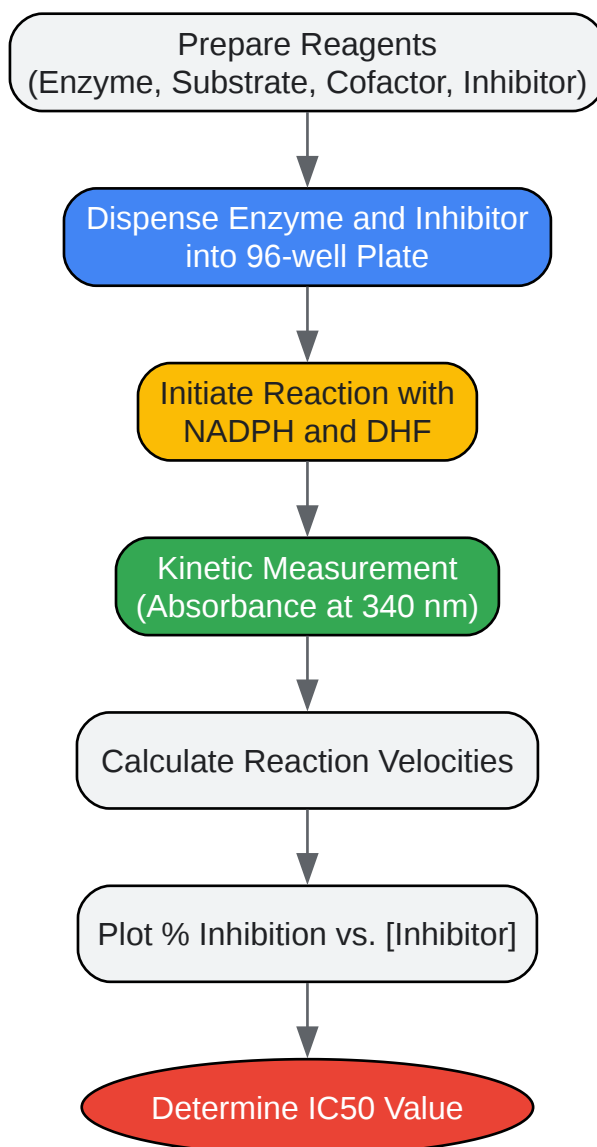 Prepare Reagents
(Enzyme, Substrate, Cofactor, Inhibitor)
Dispense Enzyme and Inhibitor
into 96-well Plate
Initiate Reaction with
NADPH and DHF
Kinetic Measurement
(Absorbance at 340 nm)
Calculate Reaction Velocities
Plot % Inhibition vs. [Inhibitor]
Determine IC50 Value